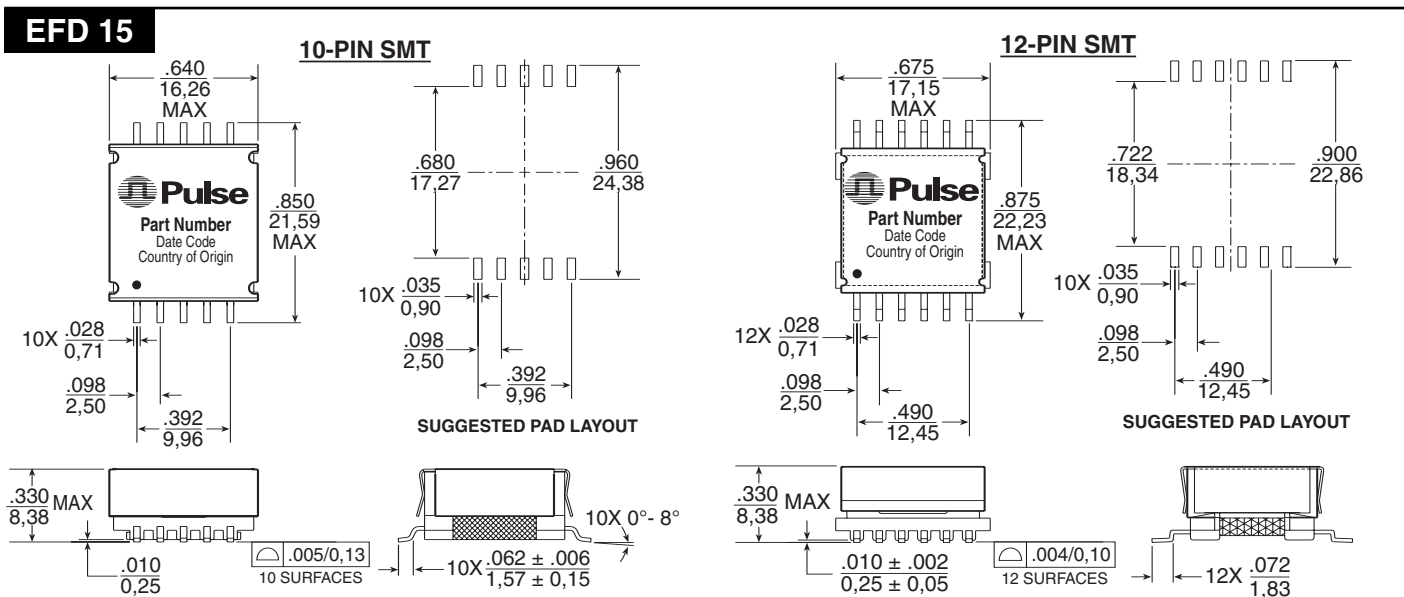 EFD 15
10-PIN SMT
.640
16,26
MAX
.850
21,59
MAX
Pulse
Part Number
Date Code
Country of Origin
10X .028
0,71
.098
2,50
.392
9,96
.680
17,27
.960
24,38
10X .035
0,90
.098
2,50
.392
9,96
SUGGESTED PAD LAYOUT
.330
8,38
MAX
.010
0,25
.005/0,13
10 SURFACES
10X 0°- 8°
10X .062 ± .006
1,57 ± 0,15
12-PIN SMT
.675
17,15
MAX
.875
22,23
MAX
Pulse
Part Number
Date Code
Country of Origin
12X .028
0,71
.098
2,50
.490
12,45
.722
18,34
.900
22,86
10X .035
0,90
.098
2,50
.490
12,45
SUGGESTED PAD LAYOUT
.330
8,38
MAX
.010 ± .002
0,25 ± 0,05
.004/0,10
12 SURFACES
12X .072
1,83